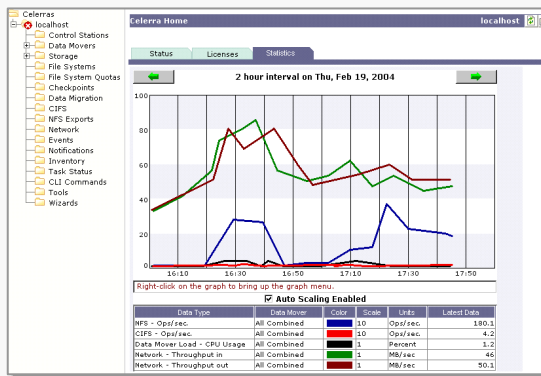 Celerras
localhost
Control Stations
Data Movers
Storage
File Systems
File System Quotas
Checkpoints
Data Migration
CIFS
NFS Exports
Network
Events
Notifications
Inventory
Task Status
CLI Commands
Tools
Wizards
Celerra Home localhost
Status Licenses Statistics
2 hour interval on Thu, Feb 19, 2004
100
80
60
40
20
0
16:10 16:30 16:50 17:10 17:30 17:50
Right-click on the graph to bring up the graph menu.
Auto Scaling Enabled
Data Type Data Mover Color Scale Units Latest Data
NFS - Ops/sec. All Combined 10 Ops/sec. 180.1
CIFS - Ops/sec. All Combined 10 Ops/sec. 4.2
Data Mover Load - CPU Usage All Combined 1 Percent 1.2
Network - Throughput in All Combined 1 MB/sec 46
Network - Throughput out All Combined 1 MB/sec 50.1